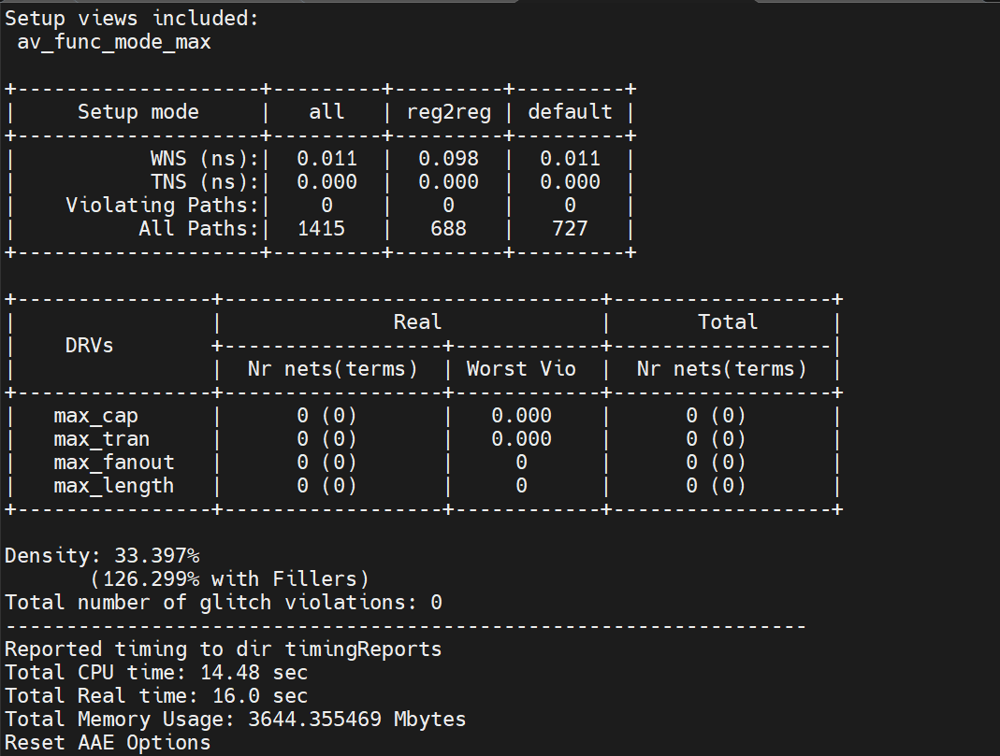 Setup views included:
 av_func_mode_max

+--------------------+---------+---------+---------+
|     Setup mode     |   all   | reg2reg | default |
+--------------------+---------+---------+---------+
|           WNS (ns):|  0.011  |  0.098  |  0.011  |
|           TNS (ns):|  0.000  |  0.000  |  0.000  |
|    Violating Paths:|    0    |    0    |    0    |
|          All Paths:|  1415   |   688   |   727   |
+--------------------+---------+---------+---------+

+----------------+-------------------------------+------------------+
|                |              Real             |       Total      |
|    DRVs        +------------------+------------+------------------|
|                |  Nr nets(terms)  | Worst Vio  |  Nr nets(terms)  |
+----------------+------------------+------------+------------------+
|   max_cap      |      0 (0)       |   0.000    |      0 (0)       |
|   max_tran     |      0 (0)       |   0.000    |      0 (0)       |
|   max_fanout   |      0 (0)       |     0      |      0 (0)       |
|   max_length   |      0 (0)       |     0      |      0 (0)       |
+----------------+------------------+------------+------------------+

Density: 33.397%
       (126.299% with Fillers)
Total number of glitch violations: 0
------------------------------------------------------------------
Reported timing to dir timingReports
Total CPU time: 14.48 sec
Total Real time: 16.0 sec
Total Memory Usage: 3644.355469 Mbytes
Reset AAE Options